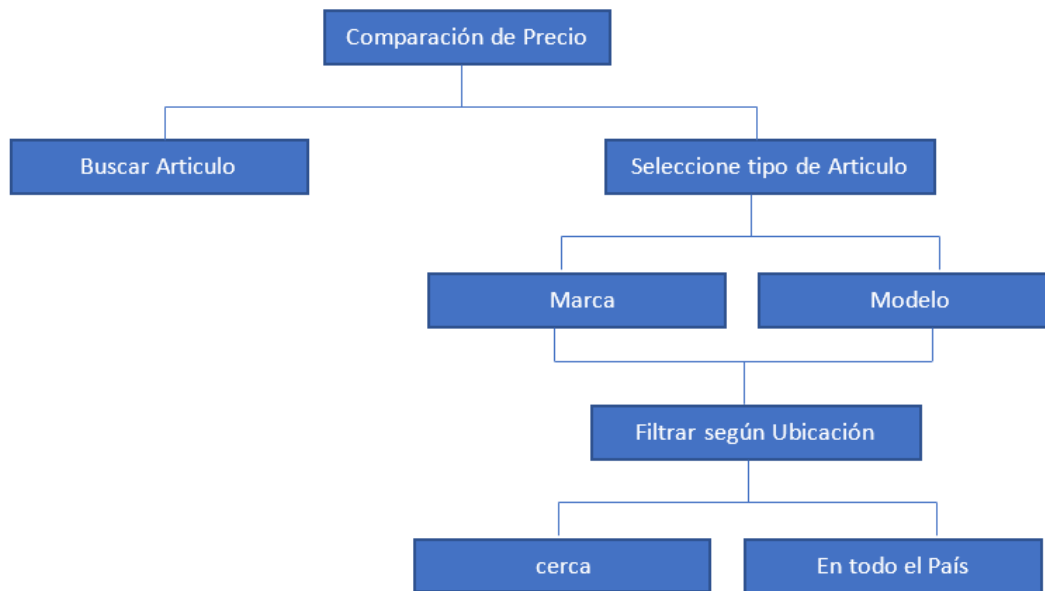 Comparación de Precio
Buscar Articulo
Seleccione tipo de Articulo
Marca
Modelo
Filtrar según Ubicación
cerca
En todo el País